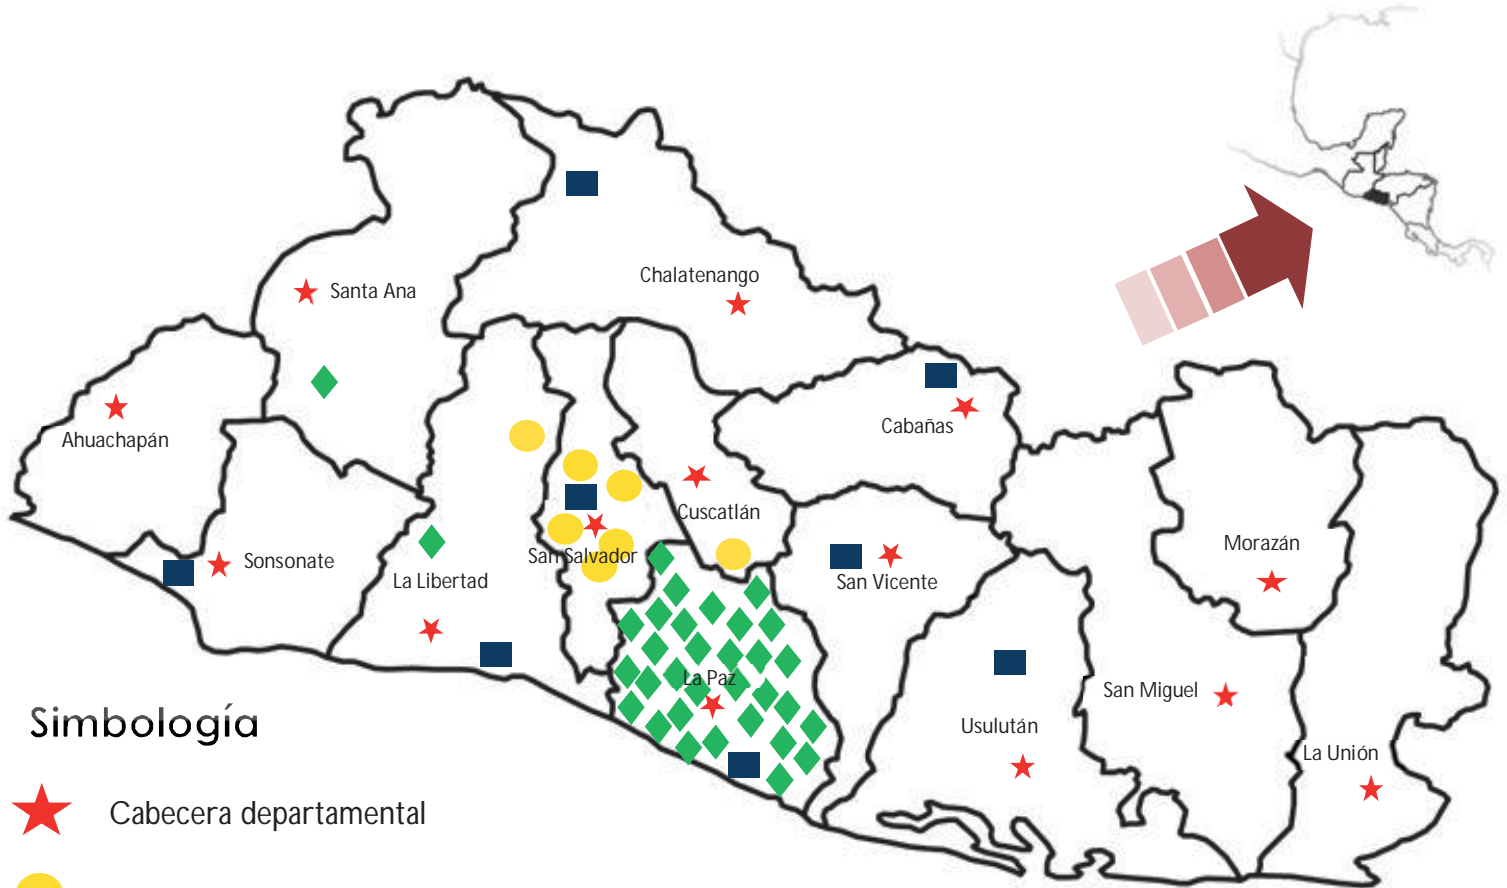 Chalatenango
Santa Ana
Cabañas
Ahuachapán
Cuscatlán
Morazán
San Salvador
Sonsonate
La Libertad
San Vicente
La Paz
San Miguel
Usulután
La Unión
Simbología
Cabecera departamental